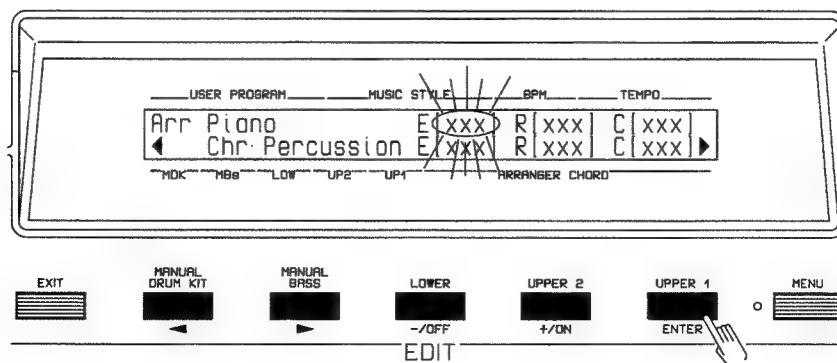 USER PROGRAM MUSIC STYLE BPM TEMPO
Arr Piano E[xxx] R[xxx] C[xxx]
◀ Chr Percussion E[xxx] R[xxx] C[xxx]▶
MDK MBs LOW UP2 UP1 ARRANGER CHORD
EXIT MANUAL DRUM KIT MANUAL BASS LOWER UPPER 2 UPPER 1 MENU
◀ ▶ -/OFF +/ON ENTER
EDIT